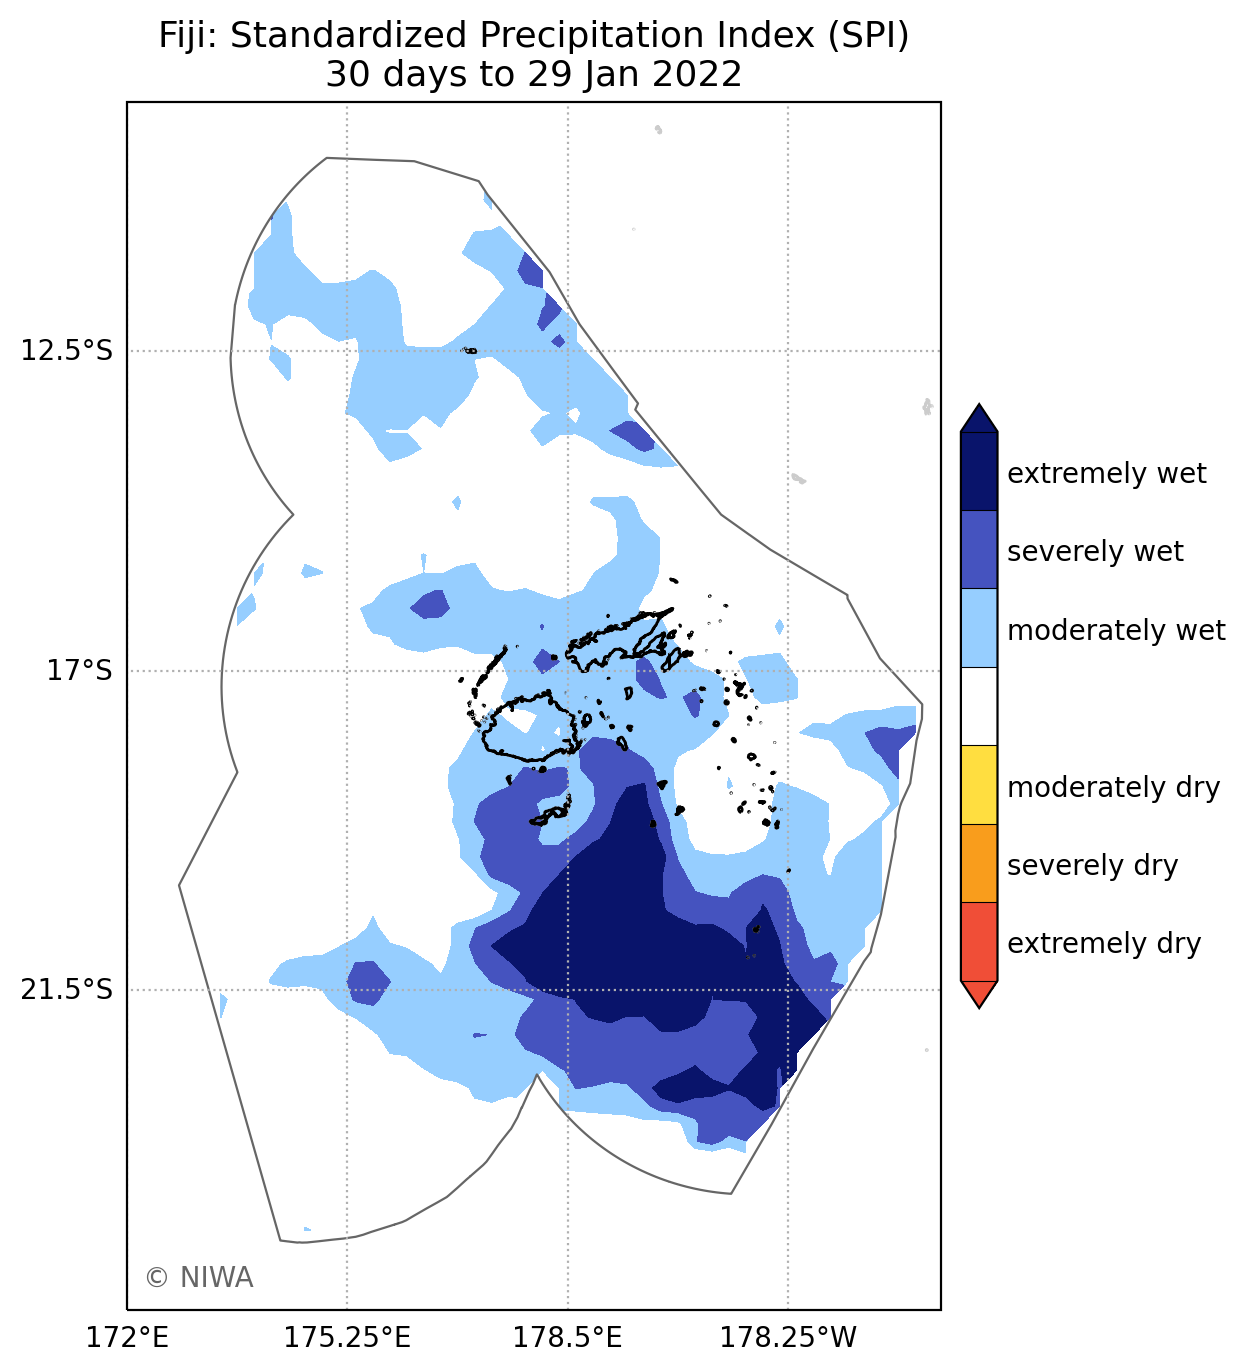 Fiji: Standardized Precipitation Index (SPI)
30 days to 29 Jan 2022
12.5°S
17°S
21.5°S
172°E
175.25°E
178.5°E
178.25°W
extremely wet
severely wet
moderately wet
moderately dry
severely dry
extremely dry
© NIWA